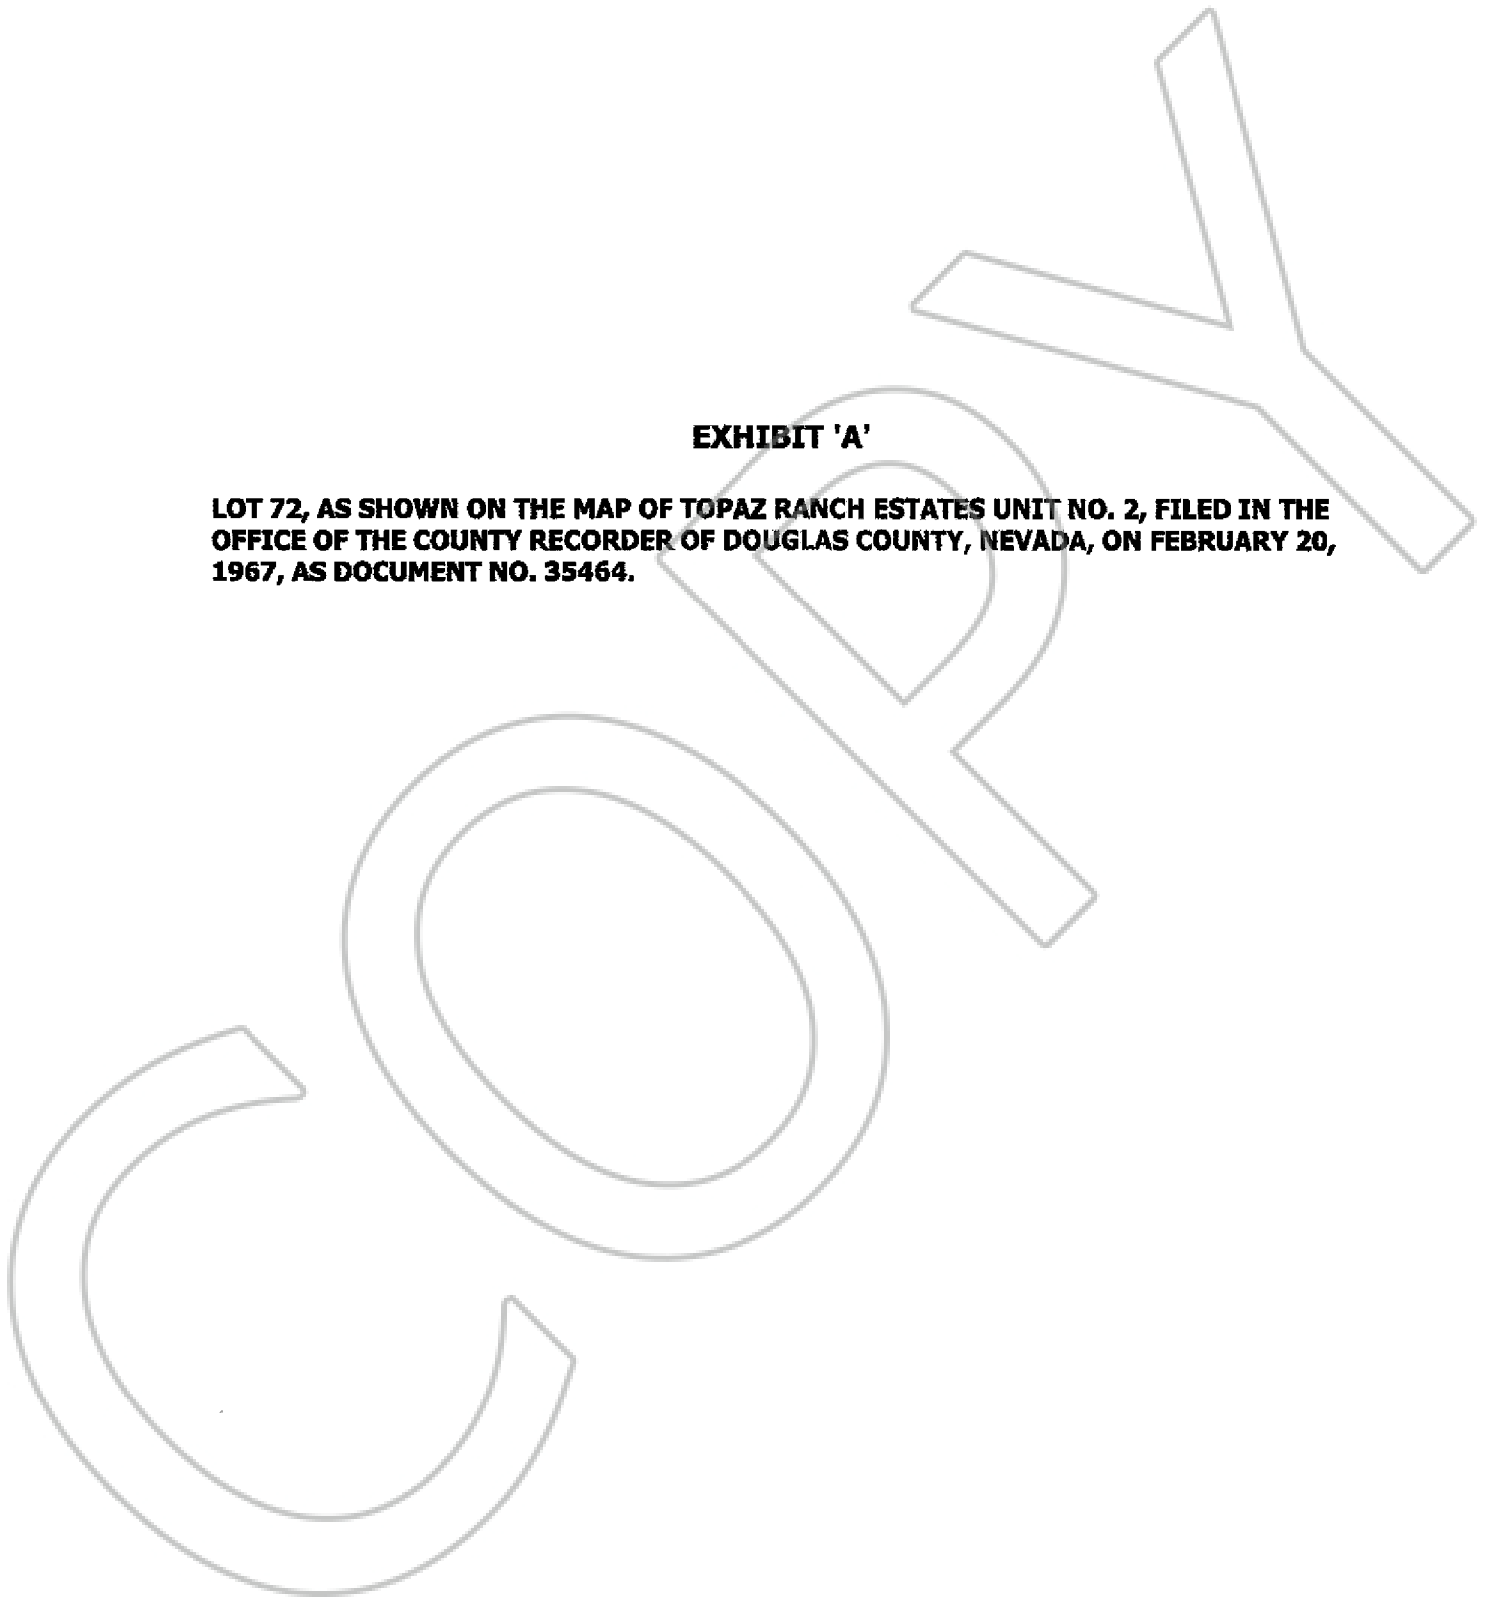 EXHIBIT 'A'
LOT 72, AS SHOWN ON THE MAP OF TOPAZ RANCH ESTATES UNIT NO. 2, FILED IN THE
OFFICE OF THE COUNTY RECORDER OF DOUGLAS COUNTY, NEVADA, ON FEBRUARY 20,
1967, AS DOCUMENT NO. 35464.
COPY